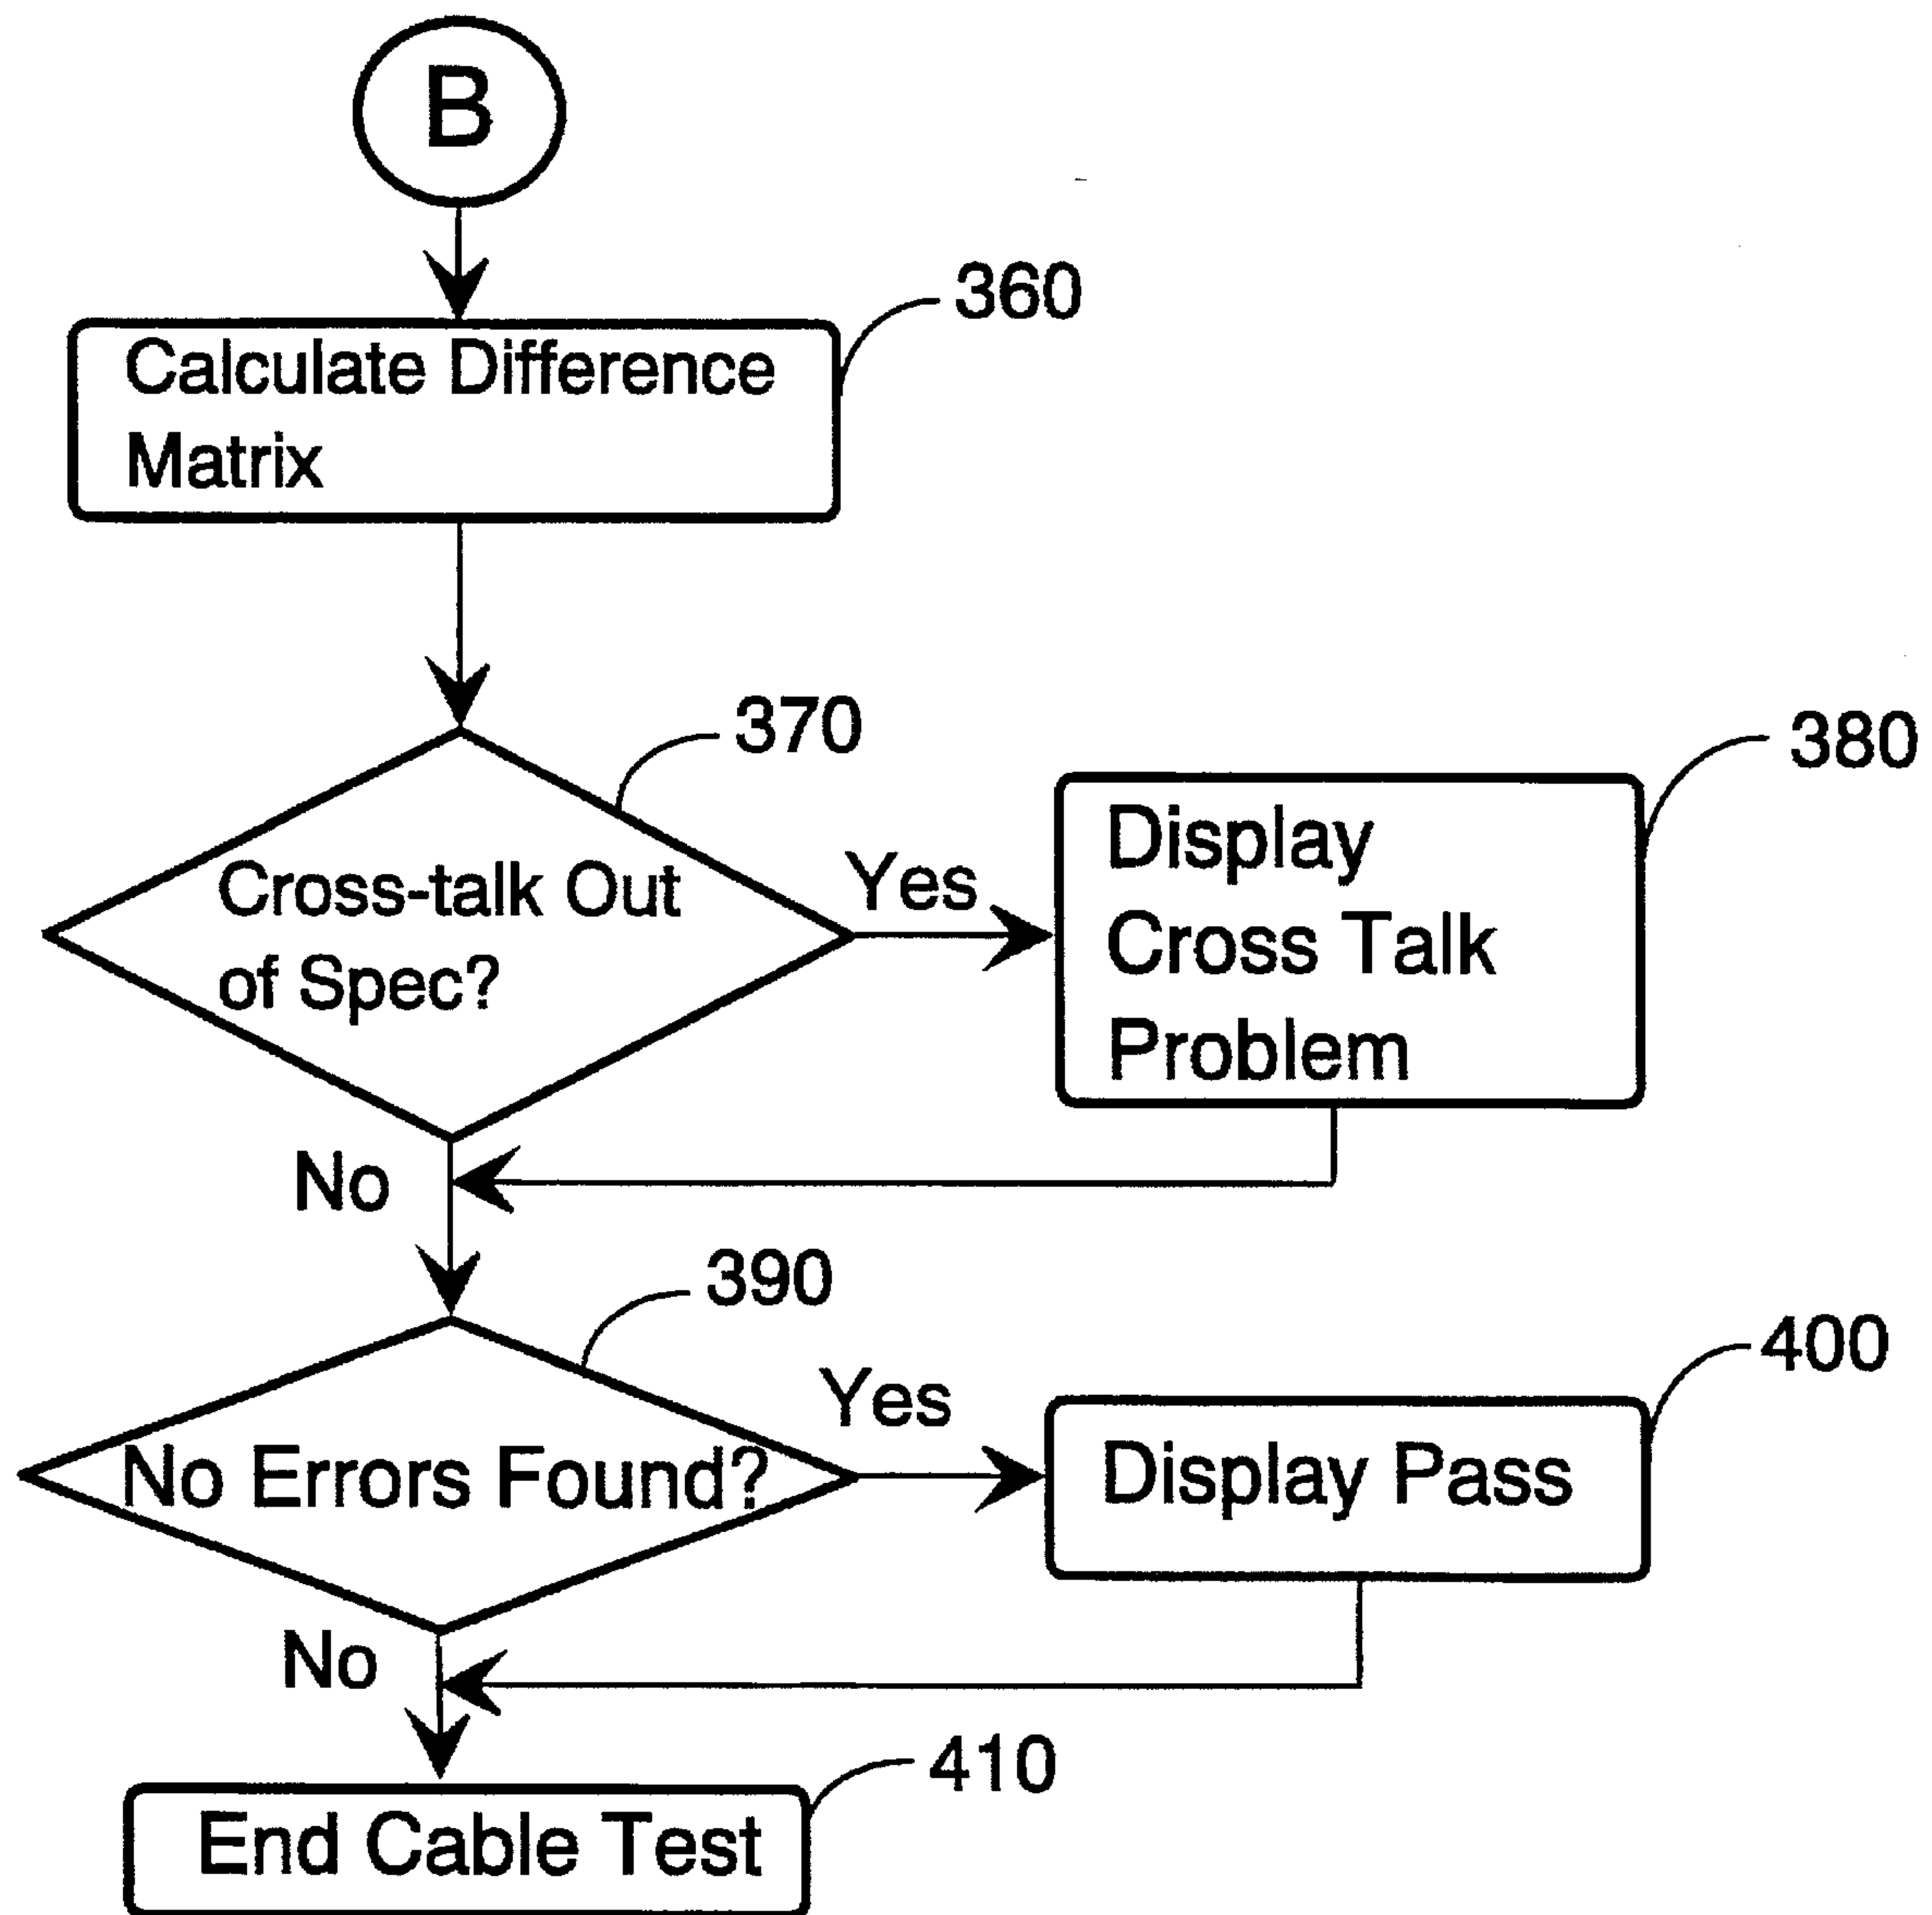 B
360
Calculate Difference
Matrix
370
380
Cross-talk Out
of Spec?
Yes
Display
Cross Talk
Problem
No
390
400
No Errors Found?
Yes
Display Pass
No
410
End Cable Test